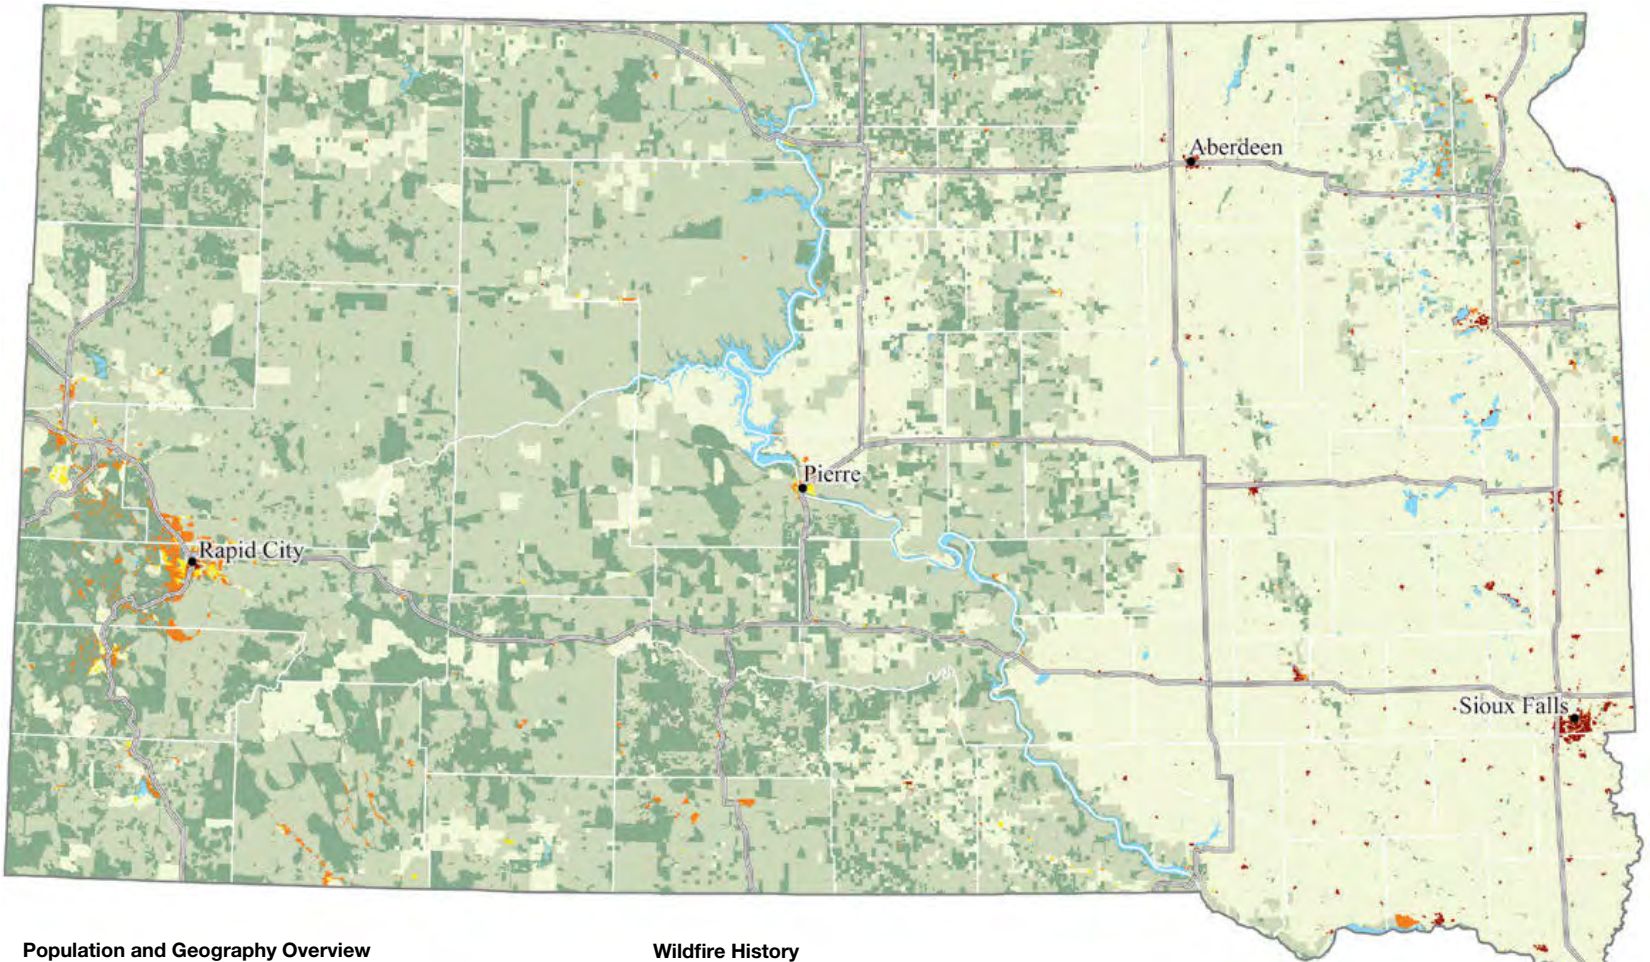 Aberdeen
Pierre
Rapid City
Sioux Falls
Population and Geography Overview
Wildfire History